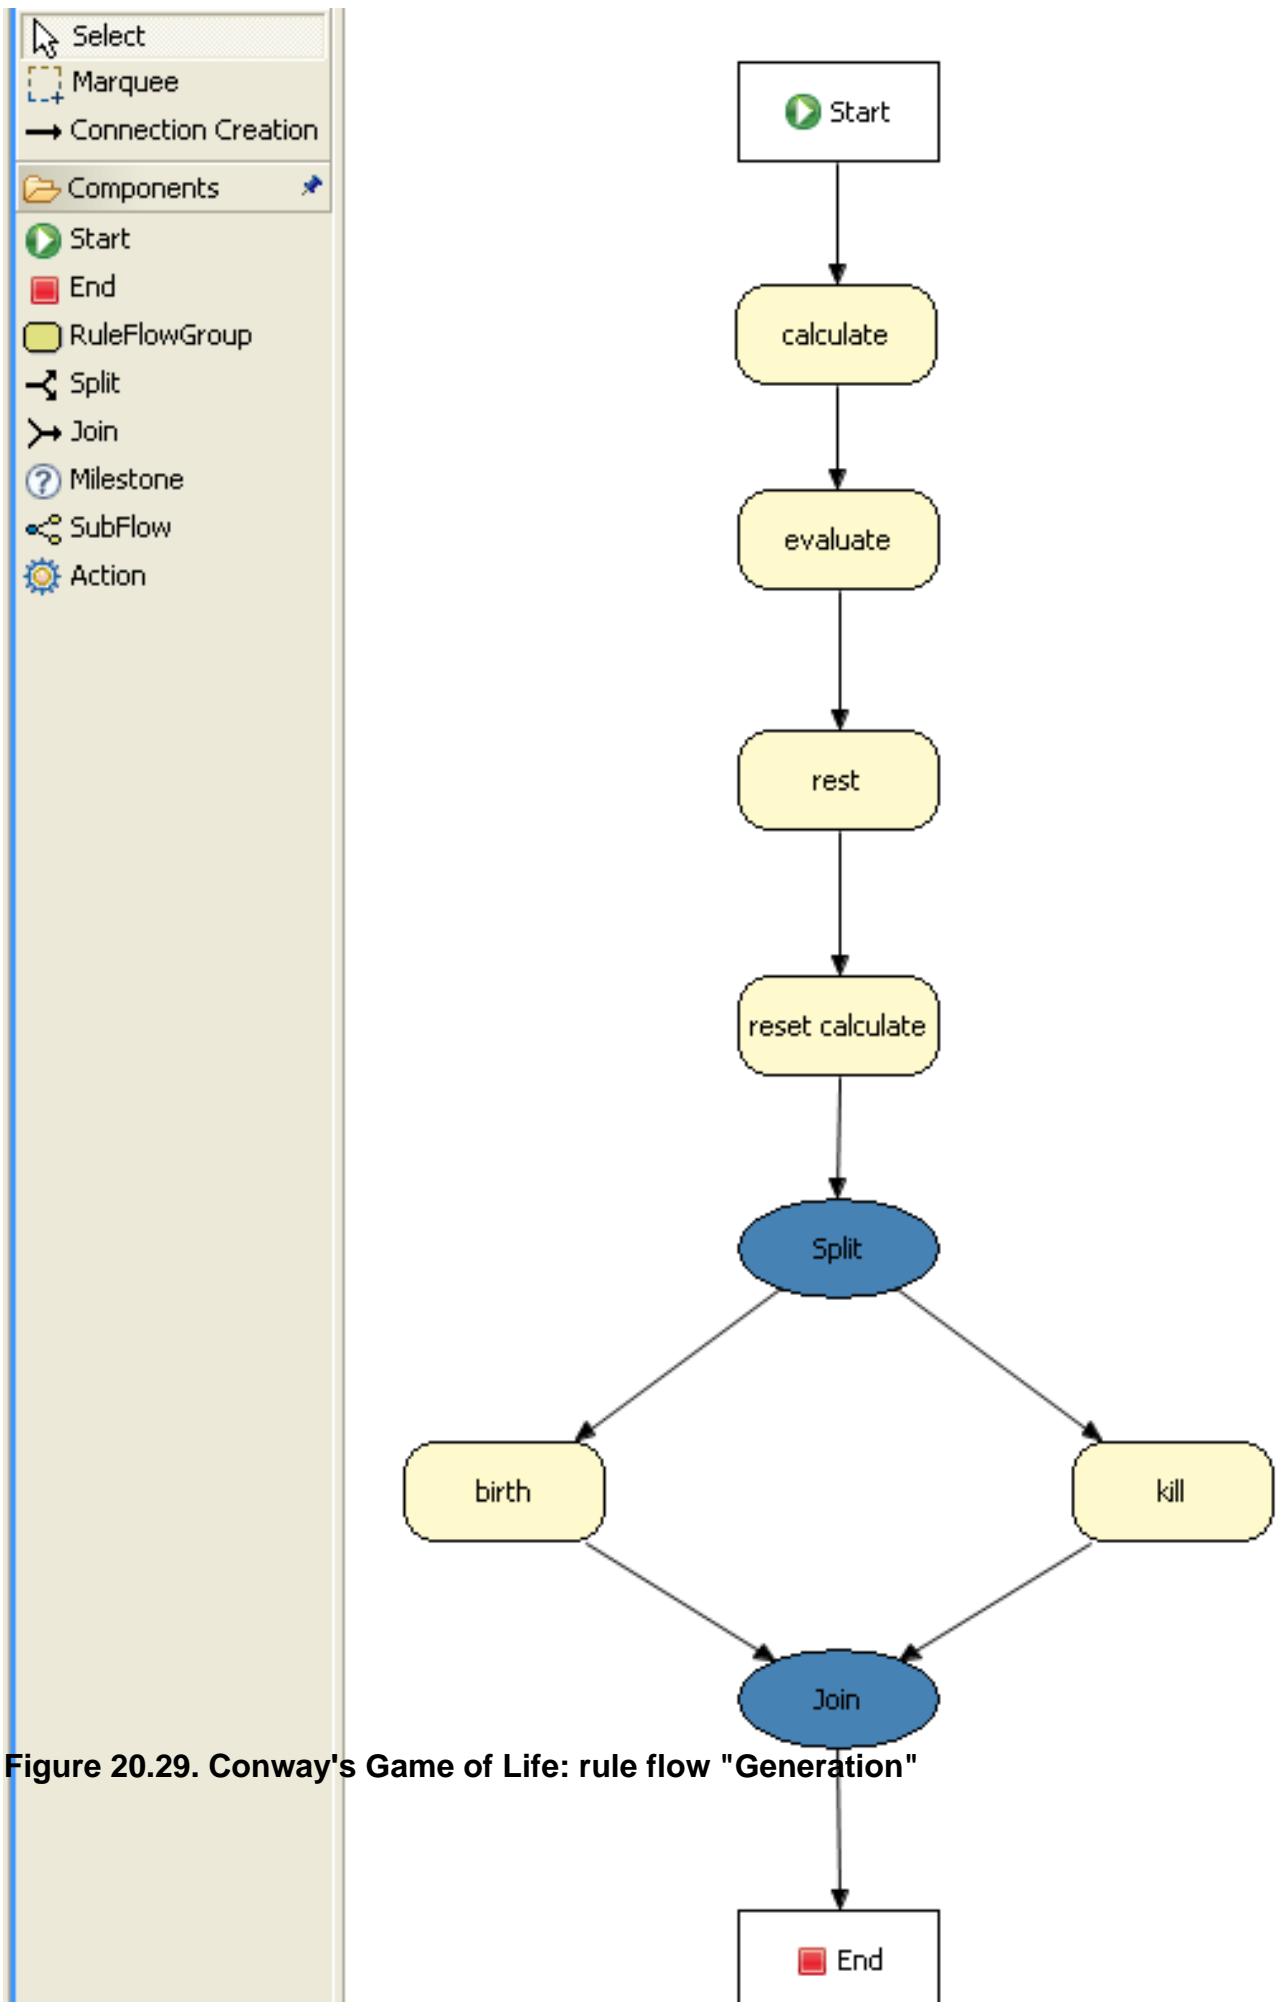 Select
Marquee
Connection Creation
Components
Start
End
RuleFlowGroup
Split
Join
Milestone
SubFlow
Action
Start
calculate
evaluate
rest
reset calculate
Split
birth
kill
Join
Figure 20.29. Conway's Game of Life: rule flow "Generation"
End